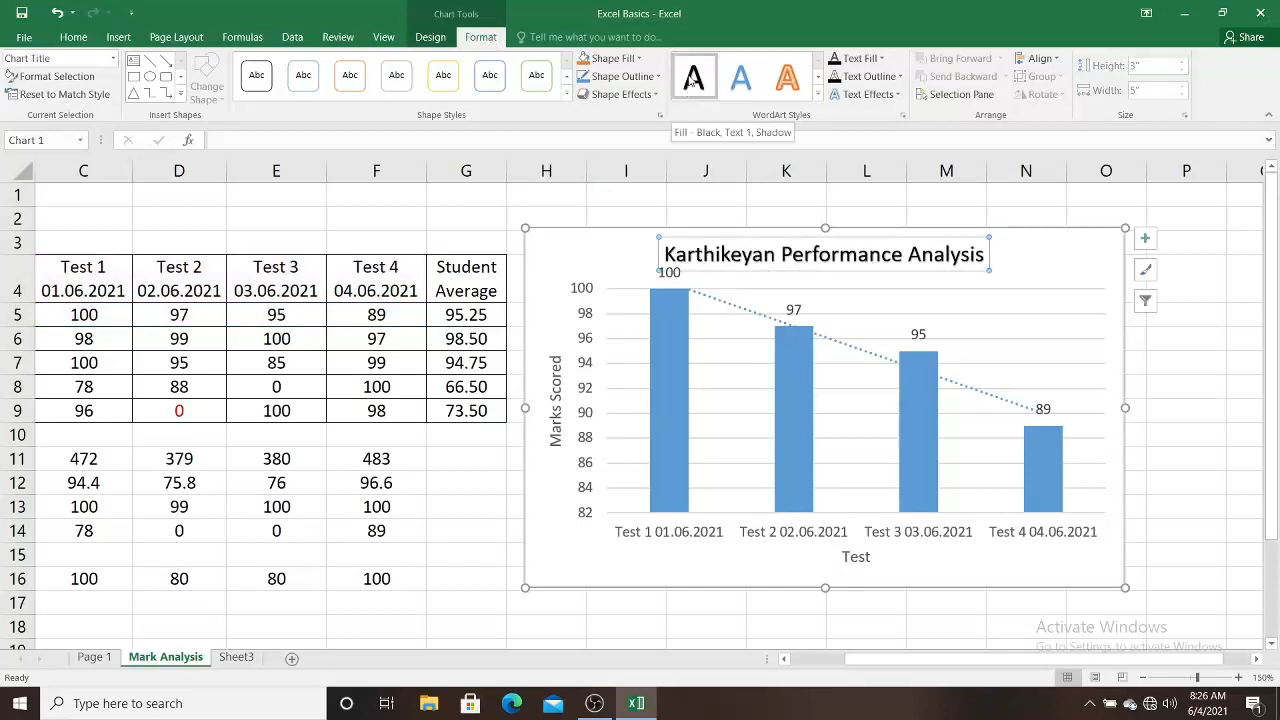 Chart Tools
Excel Basics - Excel
File Home Insert Page Layout Formulas Data Review View Design Format Tell me what you want to do... Share
Chart Title
Format Selection
Reset to Match Style
Current Selection
Change
Shape
Insert Shapes
Abc Abc Abc Abc Abc Abc Abc
Shape Styles
Shape Fill
Shape Outline
Shape Effects
A A A
WordArt Styles
Text Fill
Text Outline
Text Effects
Bring Forward
Send Backward
Selection Pane
Align
Group
Rotate
Arrange
Height: 3"
Width: 5"
Size
Fill - Black, Text 1, Shadow
Chart 1
fx
C D E F G H I J K L M N O P
1
2
3
4 Test 1 Test 2 Test 3 Test 4 Student
01.06.2021 02.06.2021 03.06.2021 04.06.2021 Average
5 100 97 95 89 95.25
6 98 99 100 97 98.50
7 100 95 85 99 94.75
8 78 88 0 100 66.50
9 96 0 100 98 73.50
10
11 472 379 380 483
12 94.4 75.8 76 96.6
13 100 99 100 100
14 78 0 0 89
15
16 100 80 80 100
17
18
Karthikeyan Performance Analysis
100
97
95
89
100
98
96
94
92
90
88
86
84
82
Marks Scored
Test 1 01.06.2021 Test 2 02.06.2021 Test 3 03.06.2021 Test 4 04.06.2021
Test
Activate Windows
Go to Settings to activate Windows.
Page 1 Mark Analysis Sheet3
Ready
150%
Type here to search
8:26 AM
6/4/2021